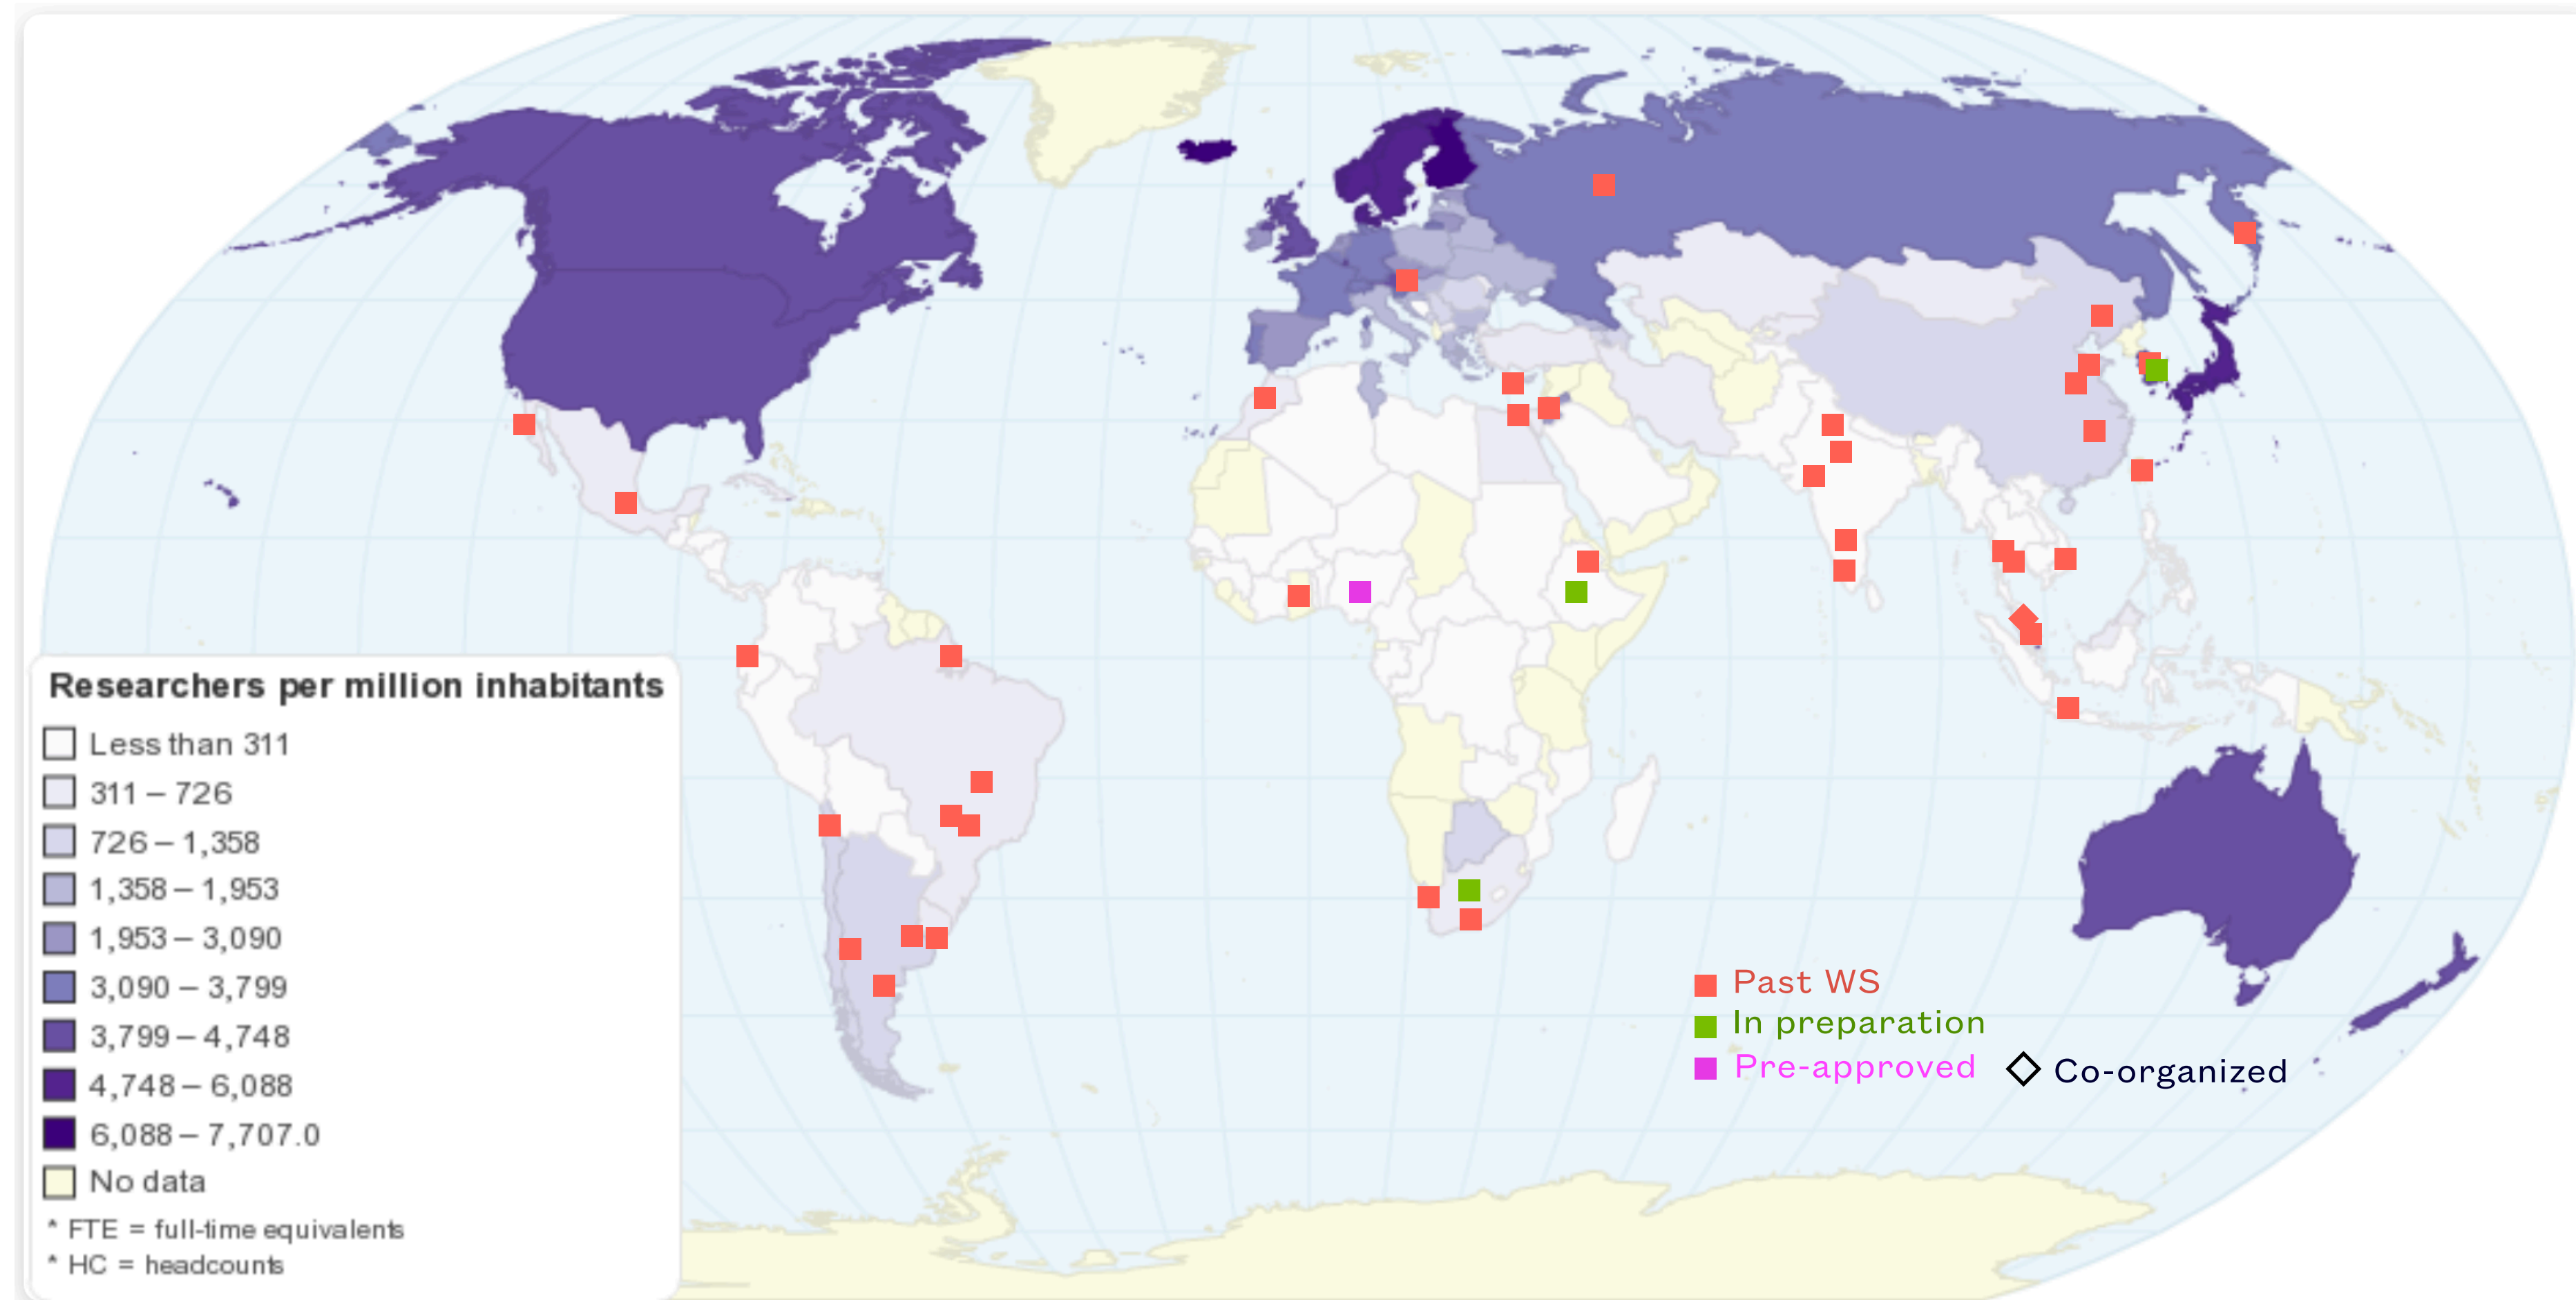 Researchers per million inhabitants
Less than 311
311 – 726
726 – 1,358
1,358 – 1,953
1,953 – 3,090
3,090 – 3,799
3,799 – 4,748
4,748 – 6,088
6,088 – 7,707.0
No data
* FTE = full-time equivalents
* HC = headcounts
Past WS
In preparation
Pre-approved
Co-organized